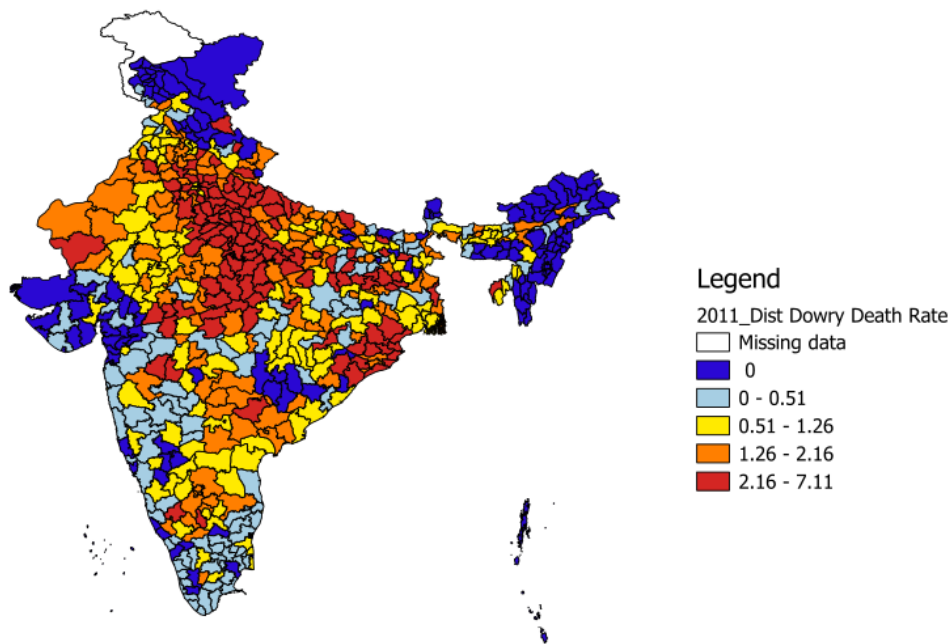 Legend
2011_Dist Dowry Death Rate
Missing data
0
0 - 0.51
0.51 - 1.26
1.26 - 2.16
2.16 - 7.11